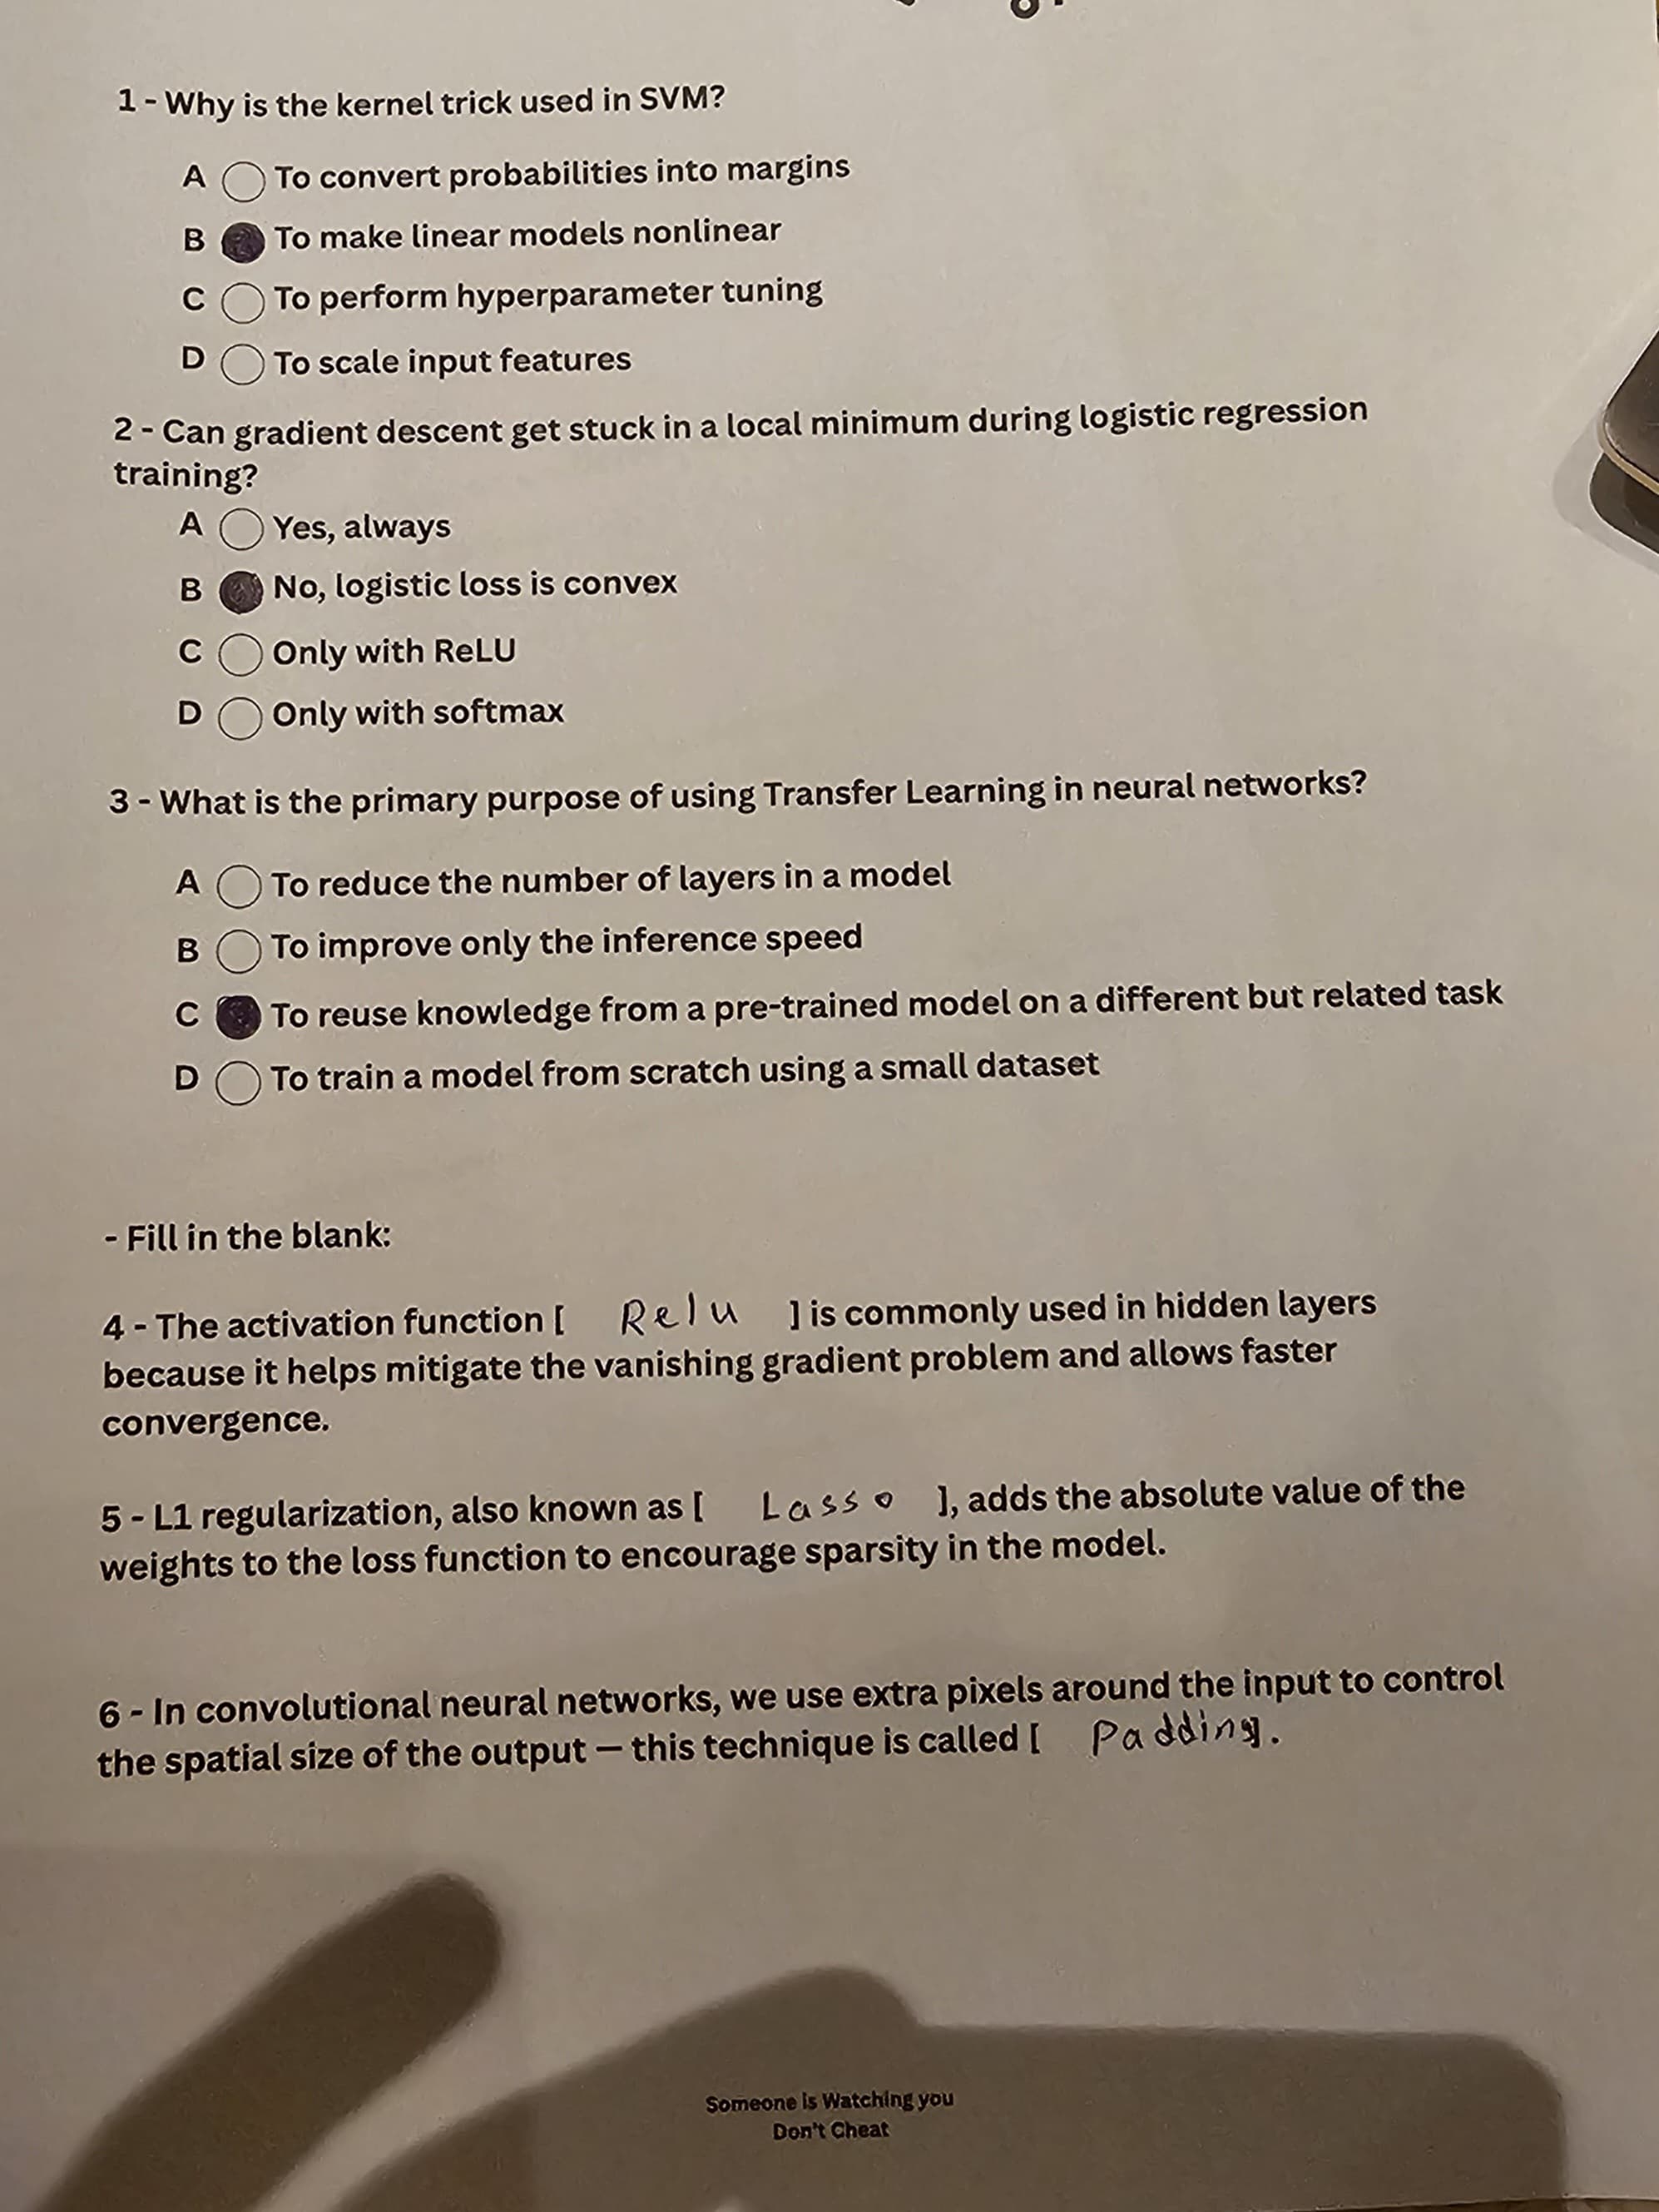 1 - Why is the kernel trick used in SVM?
A To convert probabilities into margins
B To make linear models nonlinear
C To perform hyperparameter tuning
D To scale input features
2 - Can gradient descent get stuck in a local minimum during logistic regression
training?
A Yes, always
B No, logistic loss is convex
C Only with ReLU
D Only with softmax
3 - What is the primary purpose of using Transfer Learning in neural networks?
A To reduce the number of layers in a model
B To improve only the inference speed
C To reuse knowledge from a pre-trained model on a different but related task
D To train a model from scratch using a small dataset
- Fill in the blank:
4 - The activation function [ Relu ] is commonly used in hidden layers
because it helps mitigate the vanishing gradient problem and allows faster
convergence.
5 - L1 regularization, also known as [ Lasso ], adds the absolute value of the
weights to the loss function to encourage sparsity in the model.
6 - In convolutional neural networks, we use extra pixels around the input to control
the spatial size of the output — this technique is called [ Padding ].
Someone is Watching you
Don't Cheat